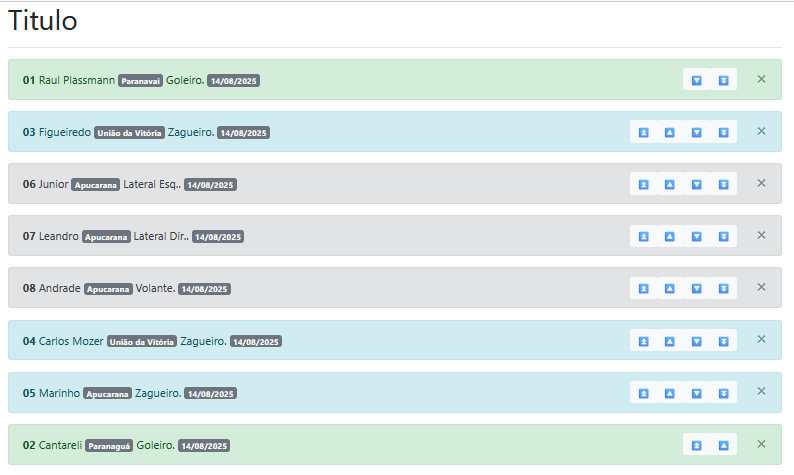 Titulo
01 Raul Plassmann Paranavai Goleiro. 14/08/2025 ×
03 Figueiredo União da Vitória Zagueiro. 14/08/2025 ×
06 Junior Apucarana Lateral Esq.. 14/08/2025 ×
07 Leandro Apucarana Lateral Dir.. 14/08/2025 ×
08 Andrade Apucarana Volante. 14/08/2025 ×
04 Carlos Mozer União da Vitória Zagueiro. 14/08/2025 ×
05 Marinho Apucarana Zagueiro. 14/08/2025 ×
02 Cantareli Paranaguá Goleiro. 14/08/2025 ×